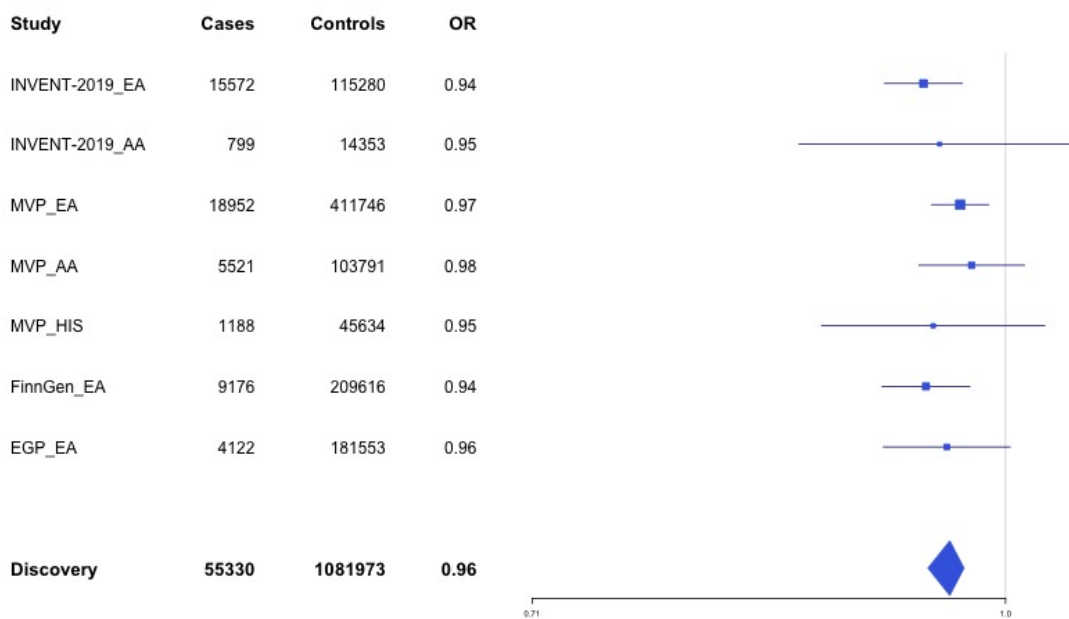 Study Cases Controls OR
INVENT-2019_EA 15572 115280 0.94
INVENT-2019_AA 799 14353 0.95
MVP_EA 18952 411746 0.97
MVP_AA 5521 103791 0.98
MVP_HIS 1188 45634 0.95
FinnGen_EA 9176 209616 0.94
EGP_EA 4122 181553 0.96
Discovery 55330 1081973 0.96
0.71 1.0